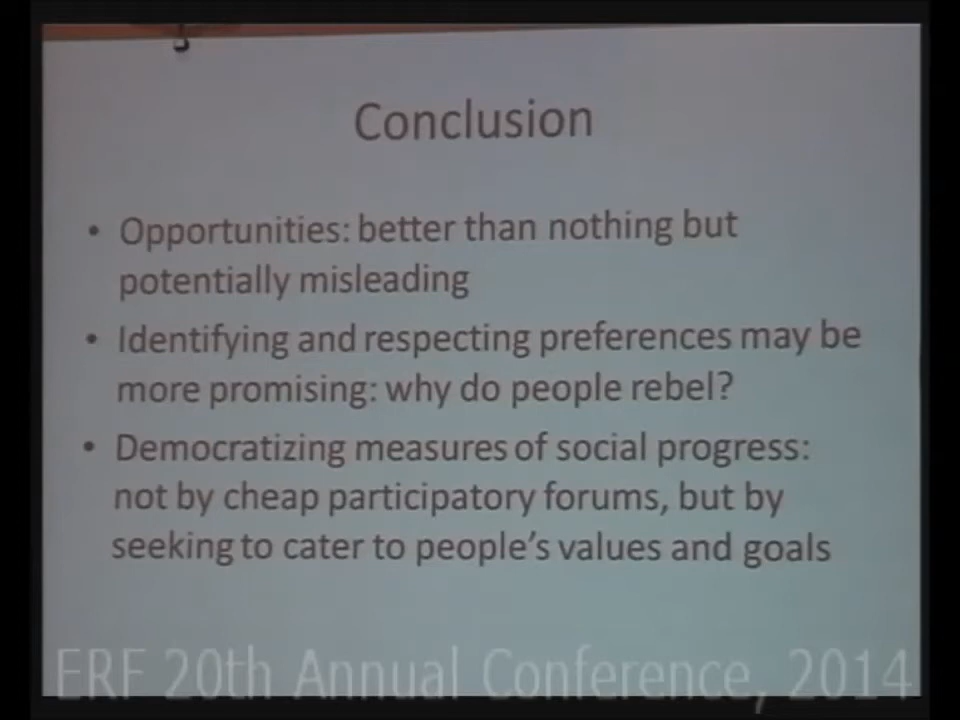 Conclusion
• Opportunities: better than nothing but
potentially misleading
• Identifying and respecting preferences may be
more promising: why do people rebel?
• Democratizing measures of social progress:
not by cheap participatory forums, but by
seeking to cater to people's values and goals
ERF 20th Annual Conference, 2014